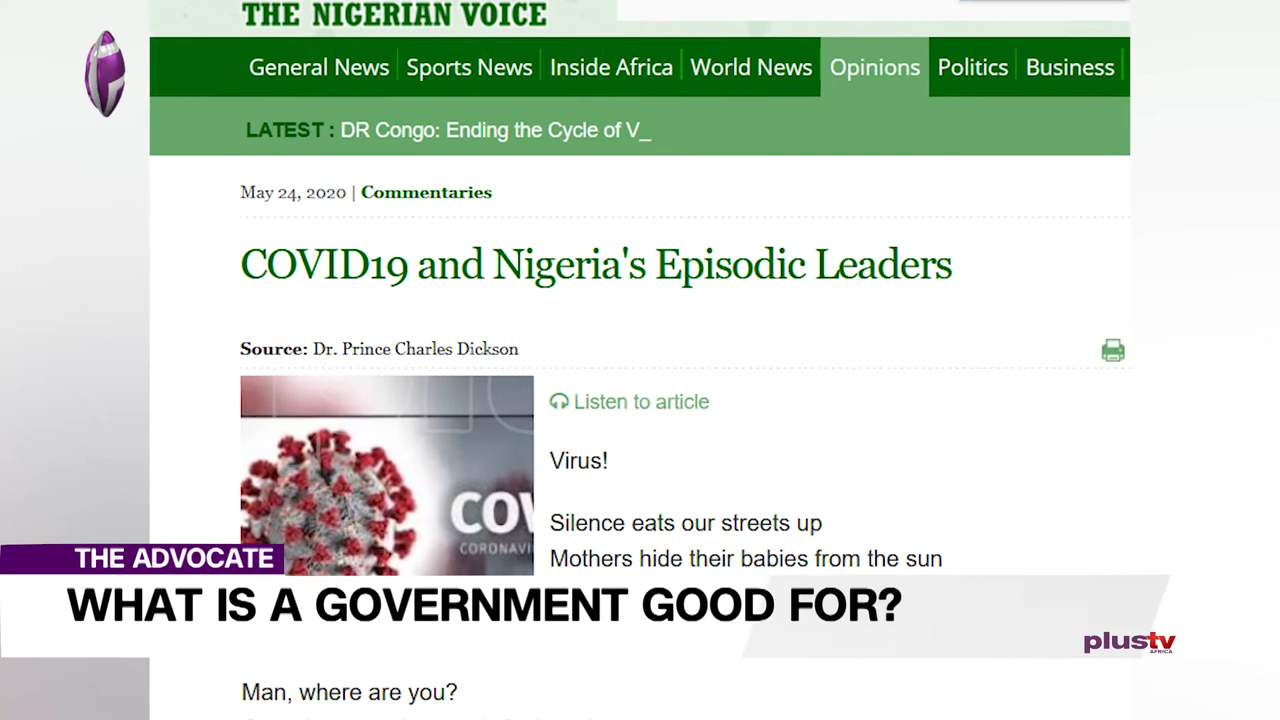 THE NIGERIAN VOICE
General News Sports News Inside Africa World News Opinions Politics Business
LATEST : DR Congo: Ending the Cycle of V_
May 24, 2020 | Commentaries
COVID19 and Nigeria's Episodic Leaders
Source: Dr. Prince Charles Dickson
Listen to article
Virus!
COV
CORONAVI
Silence eats our streets up
Mothers hide their babies from the sun
THE ADVOCATE
WHAT IS A GOVERNMENT GOOD FOR?
plustv
AFRICA
Man, where are you?